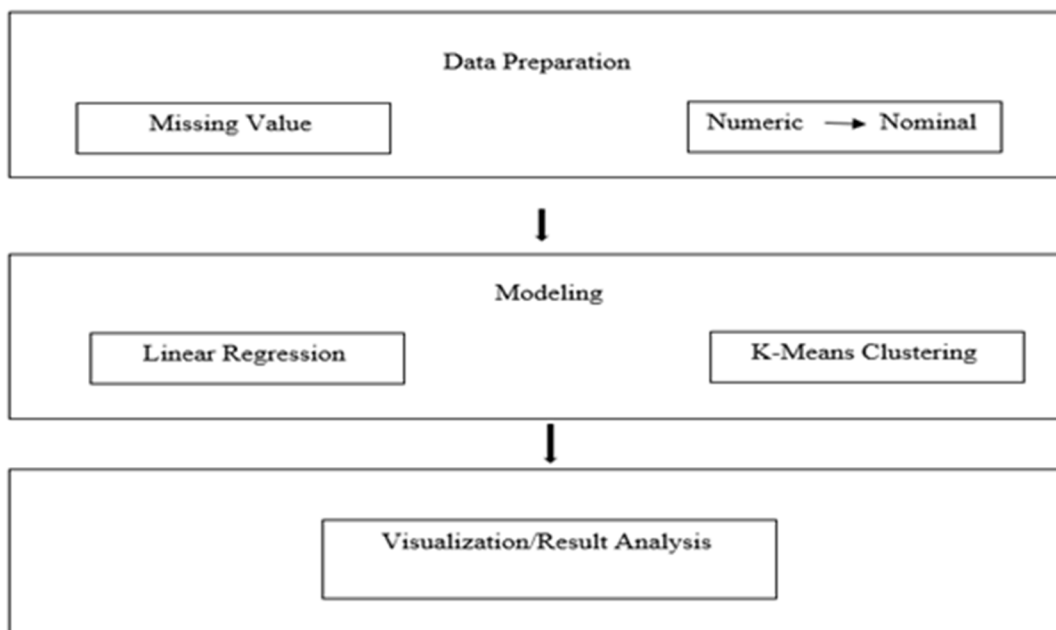 Data Preparation
Missing Value
Numeric → Nominal
Modeling
Linear Regression
K-Means Clustering
Visualization/Result Analysis